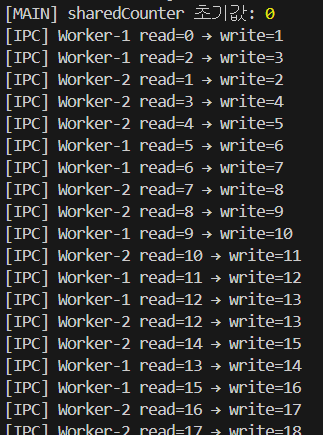 [MAIN] sharedCounter 초기값: 0
[IPC] Worker-1 read=0 → write=1
[IPC] Worker-1 read=2 → write=3
[IPC] Worker-2 read=1 → write=2
[IPC] Worker-2 read=3 → write=4
[IPC] Worker-2 read=4 → write=5
[IPC] Worker-1 read=5 → write=6
[IPC] Worker-1 read=6 → write=7
[IPC] Worker-2 read=7 → write=8
[IPC] Worker-2 read=8 → write=9
[IPC] Worker-1 read=9 → write=10
[IPC] Worker-2 read=10 → write=11
[IPC] Worker-1 read=11 → write=12
[IPC] Worker-1 read=12 → write=13
[IPC] Worker-2 read=12 → write=13
[IPC] Worker-2 read=14 → write=15
[IPC] Worker-1 read=13 → write=14
[IPC] Worker-1 read=15 → write=16
[IPC] Worker-2 read=16 → write=17
[IPC] Worker-2 read=17 → write=18